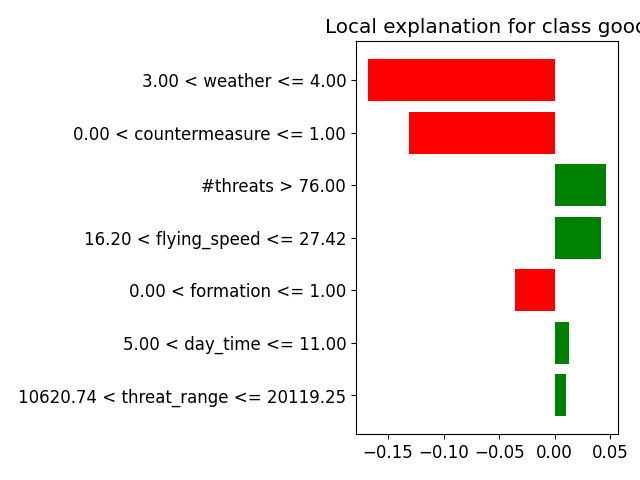 Local explanation for class good
3.00 < weather <= 4.00
0.00 < countermeasure <= 1.00
#threats > 76.00
16.20 < flying_speed <= 27.42
0.00 < formation <= 1.00
5.00 < day_time <= 11.00
10620.74 < threat_range <= 20119.25
−0.15 −0.10 −0.05 0.00 0.05